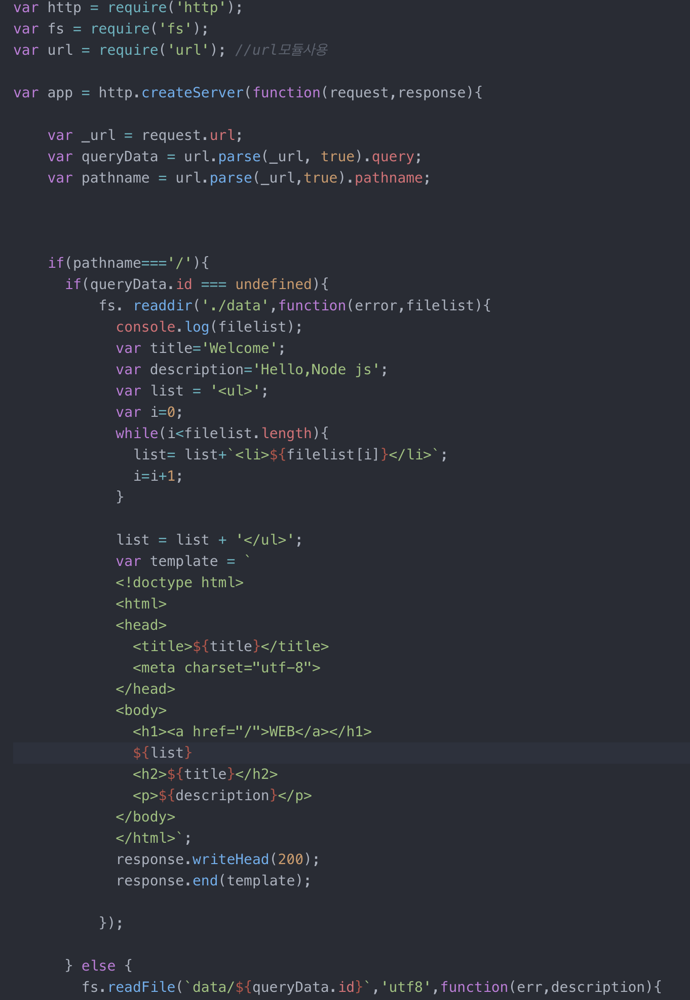 var http = require('http');
var fs = require('fs');
var url = require('url'); //url모듈사용
var app = http.createServer(function(request,response){
var _url = request.url;
var queryData = url.parse(_url, true).query;
var pathname = url.parse(_url,true).pathname;
if(pathname==='/'){
if(queryData.id === undefined){
fs. readdir('./data',function(error,filelist){
console.log(filelist);
var title='Welcome';
var description='Hello,Node js';
var list = '<ul>';
var i=0;
while(i<filelist.length){
list= list+`<li>${filelist[i]}</li>`;
i=i+1;
}
list = list + '</ul>';
var template = `
<!doctype html>
<html>
<head>
<title>${title}</title>
<meta charset="utf-8">
</head>
<body>
<h1><a href="/">WEB</a></h1>
${list}
<h2>${title}</h2>
<p>${description}</p>
</body>
</html>`;
response.writeHead(200);
response.end(template);
});
} else {
fs.readFile(`data/${queryData.id}`,'utf8',function(err,description){